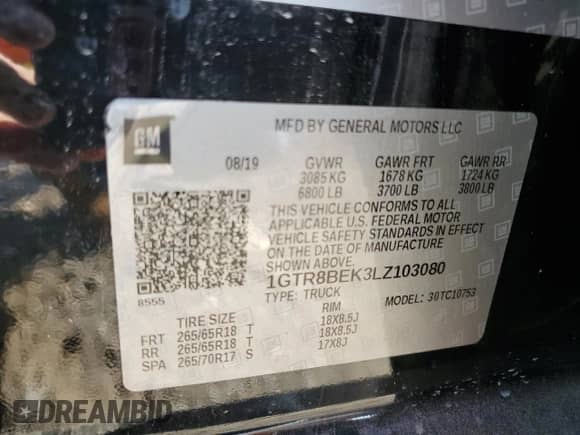 GM
MFD BY GENERAL MOTORS LLC
08/19 GVWR GAWR FRT GAWR RR
3085 KG 1678 KG 1724 KG
6800 LB 3700 LB 3800 LB
THIS VEHICLE CONFORMS TO ALL
APPLICABLE U.S. FEDERAL MOTOR
VEHICLE SAFETY STANDARDS IN EFFECT
ON THE DATE OF MANUFACTURE
SHOWN ABOVE.
1GTR8BEK3LZ103080
8555
TYPE: TRUCK MODEL: 30TC10753
TIRE SIZE RIM
FRT 265/65R18 T 18X8.5J
RR 265/65R18 T 18X8.5J
SPA 265/70R17 S 17X8J
DREAMBID